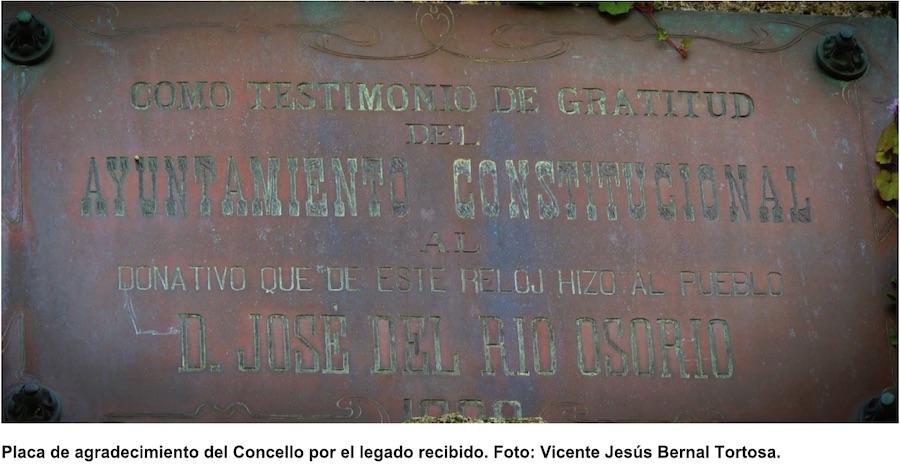 COMO TESTIMONIO DE GRATITUD
DEL
AYUNTAMIENTO CONSTITUCIONAL
AL
DONATIVO QUE DE ESTE RELOJ HIZO AL PUEBLO
D. JOSÉ DEL RIO OSORIO
Placa de agradecimiento del Concello por el legado recibido. Foto: Vicente Jesús Bernal Tortosa.